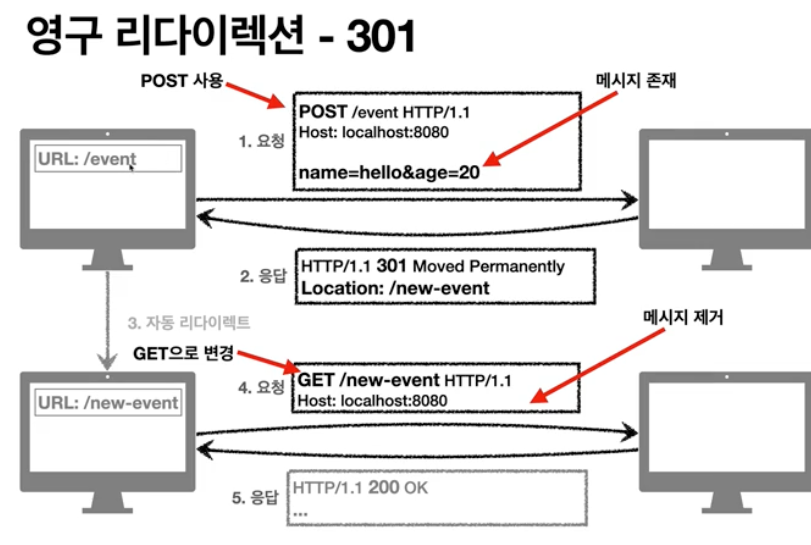 영구 리다이렉션 - 301
POST 사용
메시지 존재
1. 요청
POST /event HTTP/1.1
Host: localhost:8080
name=hello&age=20
URL: /event
2. 응답
HTTP/1.1 301 Moved Permanently
Location: /new-event
3. 자동 리다이렉트
메시지 제거
GET으로 변경
4. 요청
GET /new-event HTTP/1.1
Host: localhost:8080
URL: /new-event
5. 응답
HTTP/1.1 200 OK
...